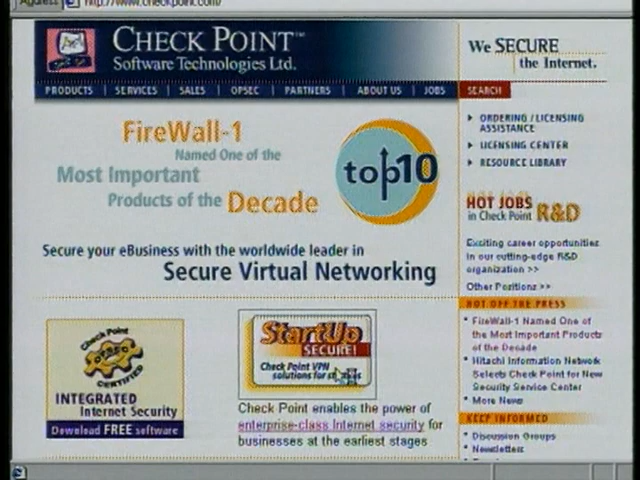 http://www.checkpoint.com/
CHECK POINT™
Software Technologies Ltd.
We SECURE
the Internet.
PRODUCTS | SERVICES | SALES | OPSEC | PARTNERS | ABOUT US | JOBS
SEARCH
FireWall-1
Named One of the
Most Important
Products of the Decade
top10
Secure your eBusiness with the worldwide leader in
Secure Virtual Networking
Check Point
OPSEC
CERTIFIED
INTEGRATED
Internet Security
Download FREE software
StartUp
SECURE!
Check Point VPN
solutions for
Check Point enables the power of
enterprise-class Internet security for
businesses at the earliest stages
ORDERING / LICENSING
ASSISTANCE
LICENSING CENTER
RESOURCE LIBRARY
HOT JOBS
in Check Point R&D
Exciting career opportunities
in our cutting-edge R&D
organization >>
Other Positions >>
HOT OFF THE PRESS
FireWall-1 Named One of
the Most Important Products
of the Decade
Hitachi Information Network
Selects Check Point for New
Security Service Center
More News
KEEP INFORMED
Discussion Groups
Newsletters